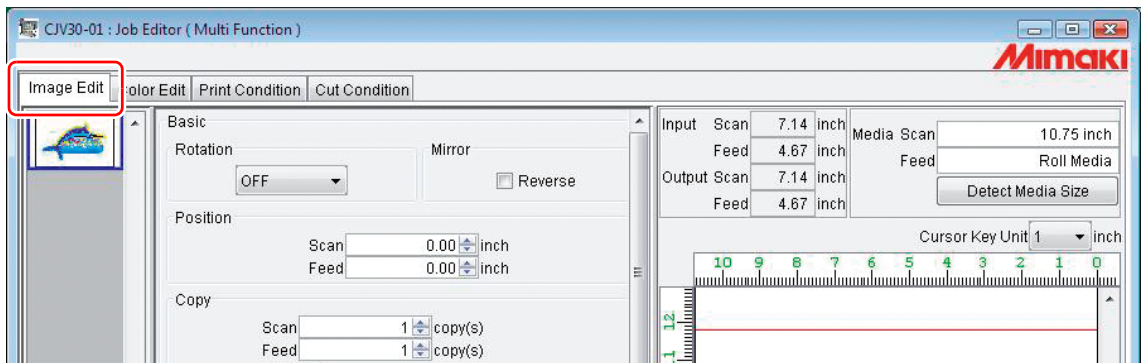 CJV30-01 : Job Editor ( Multi Function )
Mimaki
Image Edit olor Edit Print Condition Cut Condition
Basic
Rotation Mirror
OFF Reverse
Position
Scan 0.00 inch
Feed 0.00 inch
Copy
Scan 1 copy(s)
Feed 1 copy(s)
Input Scan 7.14 inch
Feed 4.67 inch
Output Scan 7.14 inch
Feed 4.67 inch
Media Scan 10.75 inch
Feed Roll Media
Detect Media Size
Cursor Key Unit 1 inch
10 9 8 7 6 5 4 3 2 1 0
12
11